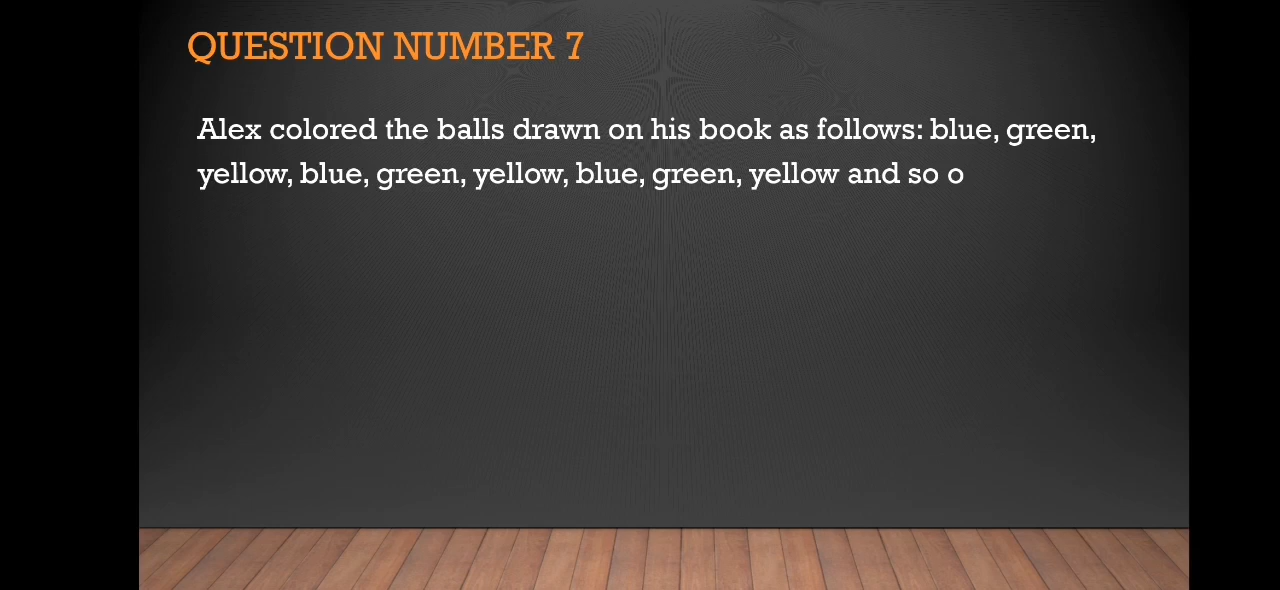 QUESTION NUMBER 7
Alex colored the balls drawn on his book as follows: blue, green,
yellow, blue, green, yellow, blue, green, yellow and so o